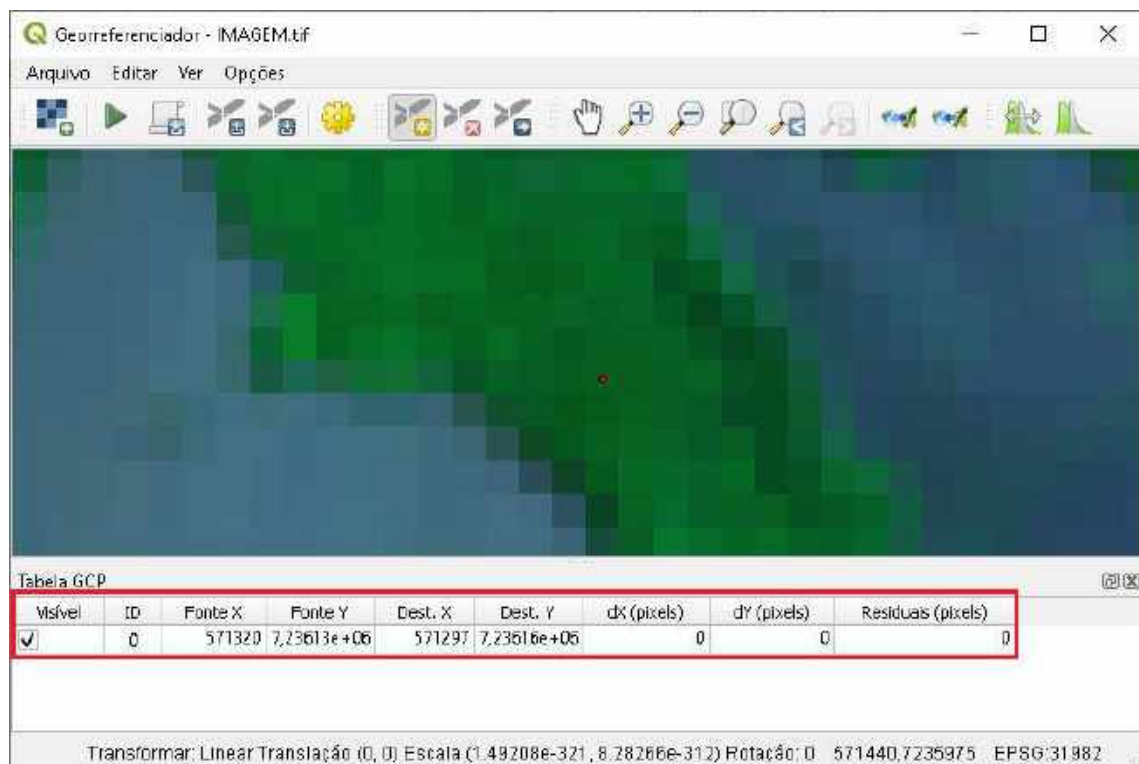 Georreferenciador - IMAGEM.tif
Arquivo Editar Ver Opções
Tabela GCP
Visível ID Fonte X Fonte Y Dest. X Dest. Y dX (pixels) dY (pixels) Residuais (pixels)
0 571320 7,23613e+06 571297 7,23616e+06 0 0 0
Transformar: Linear Translação (0, 0) Escala (1.49208e-321, 8.28266e-312) Rotação: 0 571440,7235975 EPSG:31982